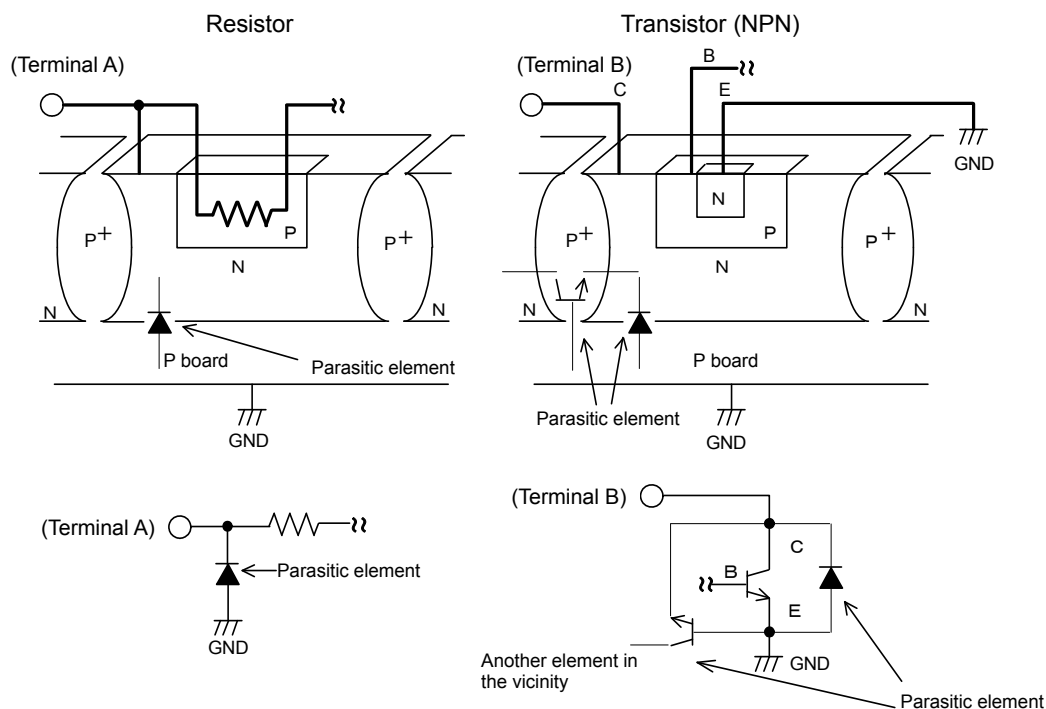 Resistor
(Terminal A)
P+
P
N
P+
N
N
P board
Parasitic element
GND
Transistor (NPN)
(Terminal B)
B
C
E
GND
N
P+
P
P+
N
N
N
P board
Parasitic element
GND
(Terminal A)
Parasitic element
GND
(Terminal B)
C
B
E
GND
Another element in
the vicinity
Parasitic element